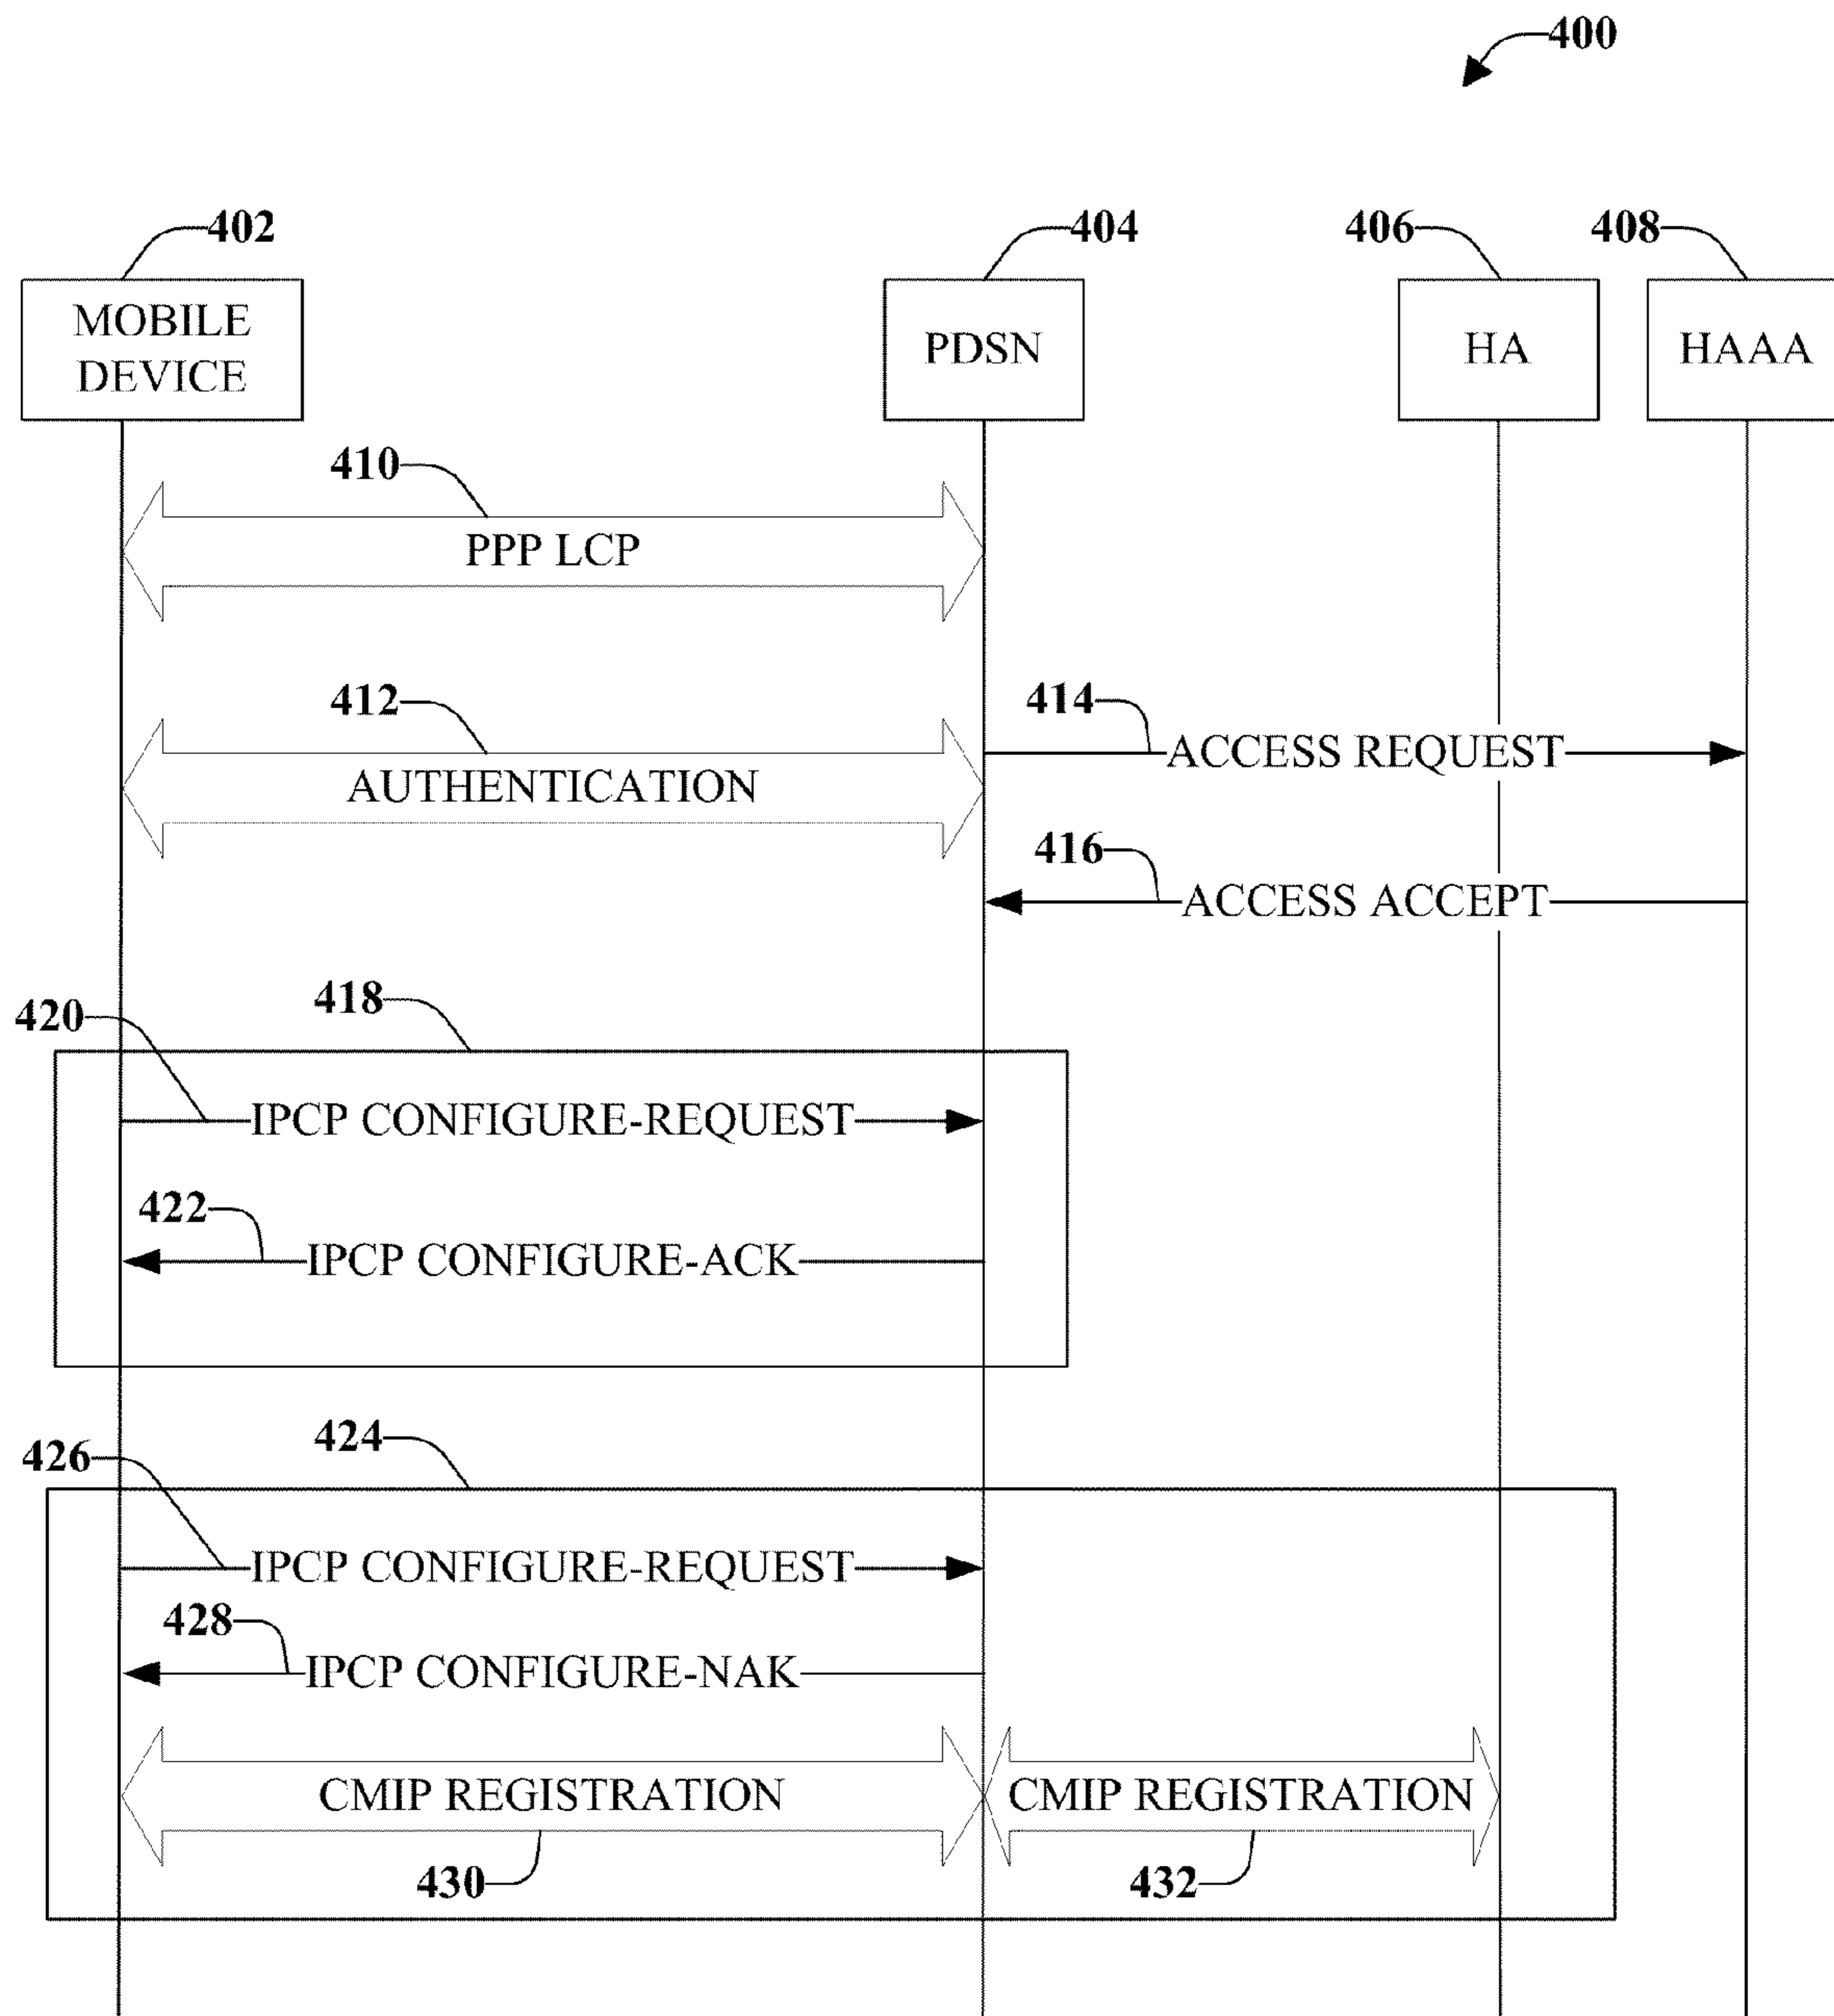 400
402
404
406
408
MOBILE
DEVICE
PDSN
HA
HAAA
410
PPP LCP
412
414
ACCESS REQUEST
AUTHENTICATION
416
ACCESS ACCEPT
418
420
IPCP CONFIGURE-REQUEST
422
IPCP CONFIGURE-ACK
424
426
IPCP CONFIGURE-REQUEST
428
IPCP CONFIGURE-NAK
CMIP REGISTRATION
CMIP REGISTRATION
430
432